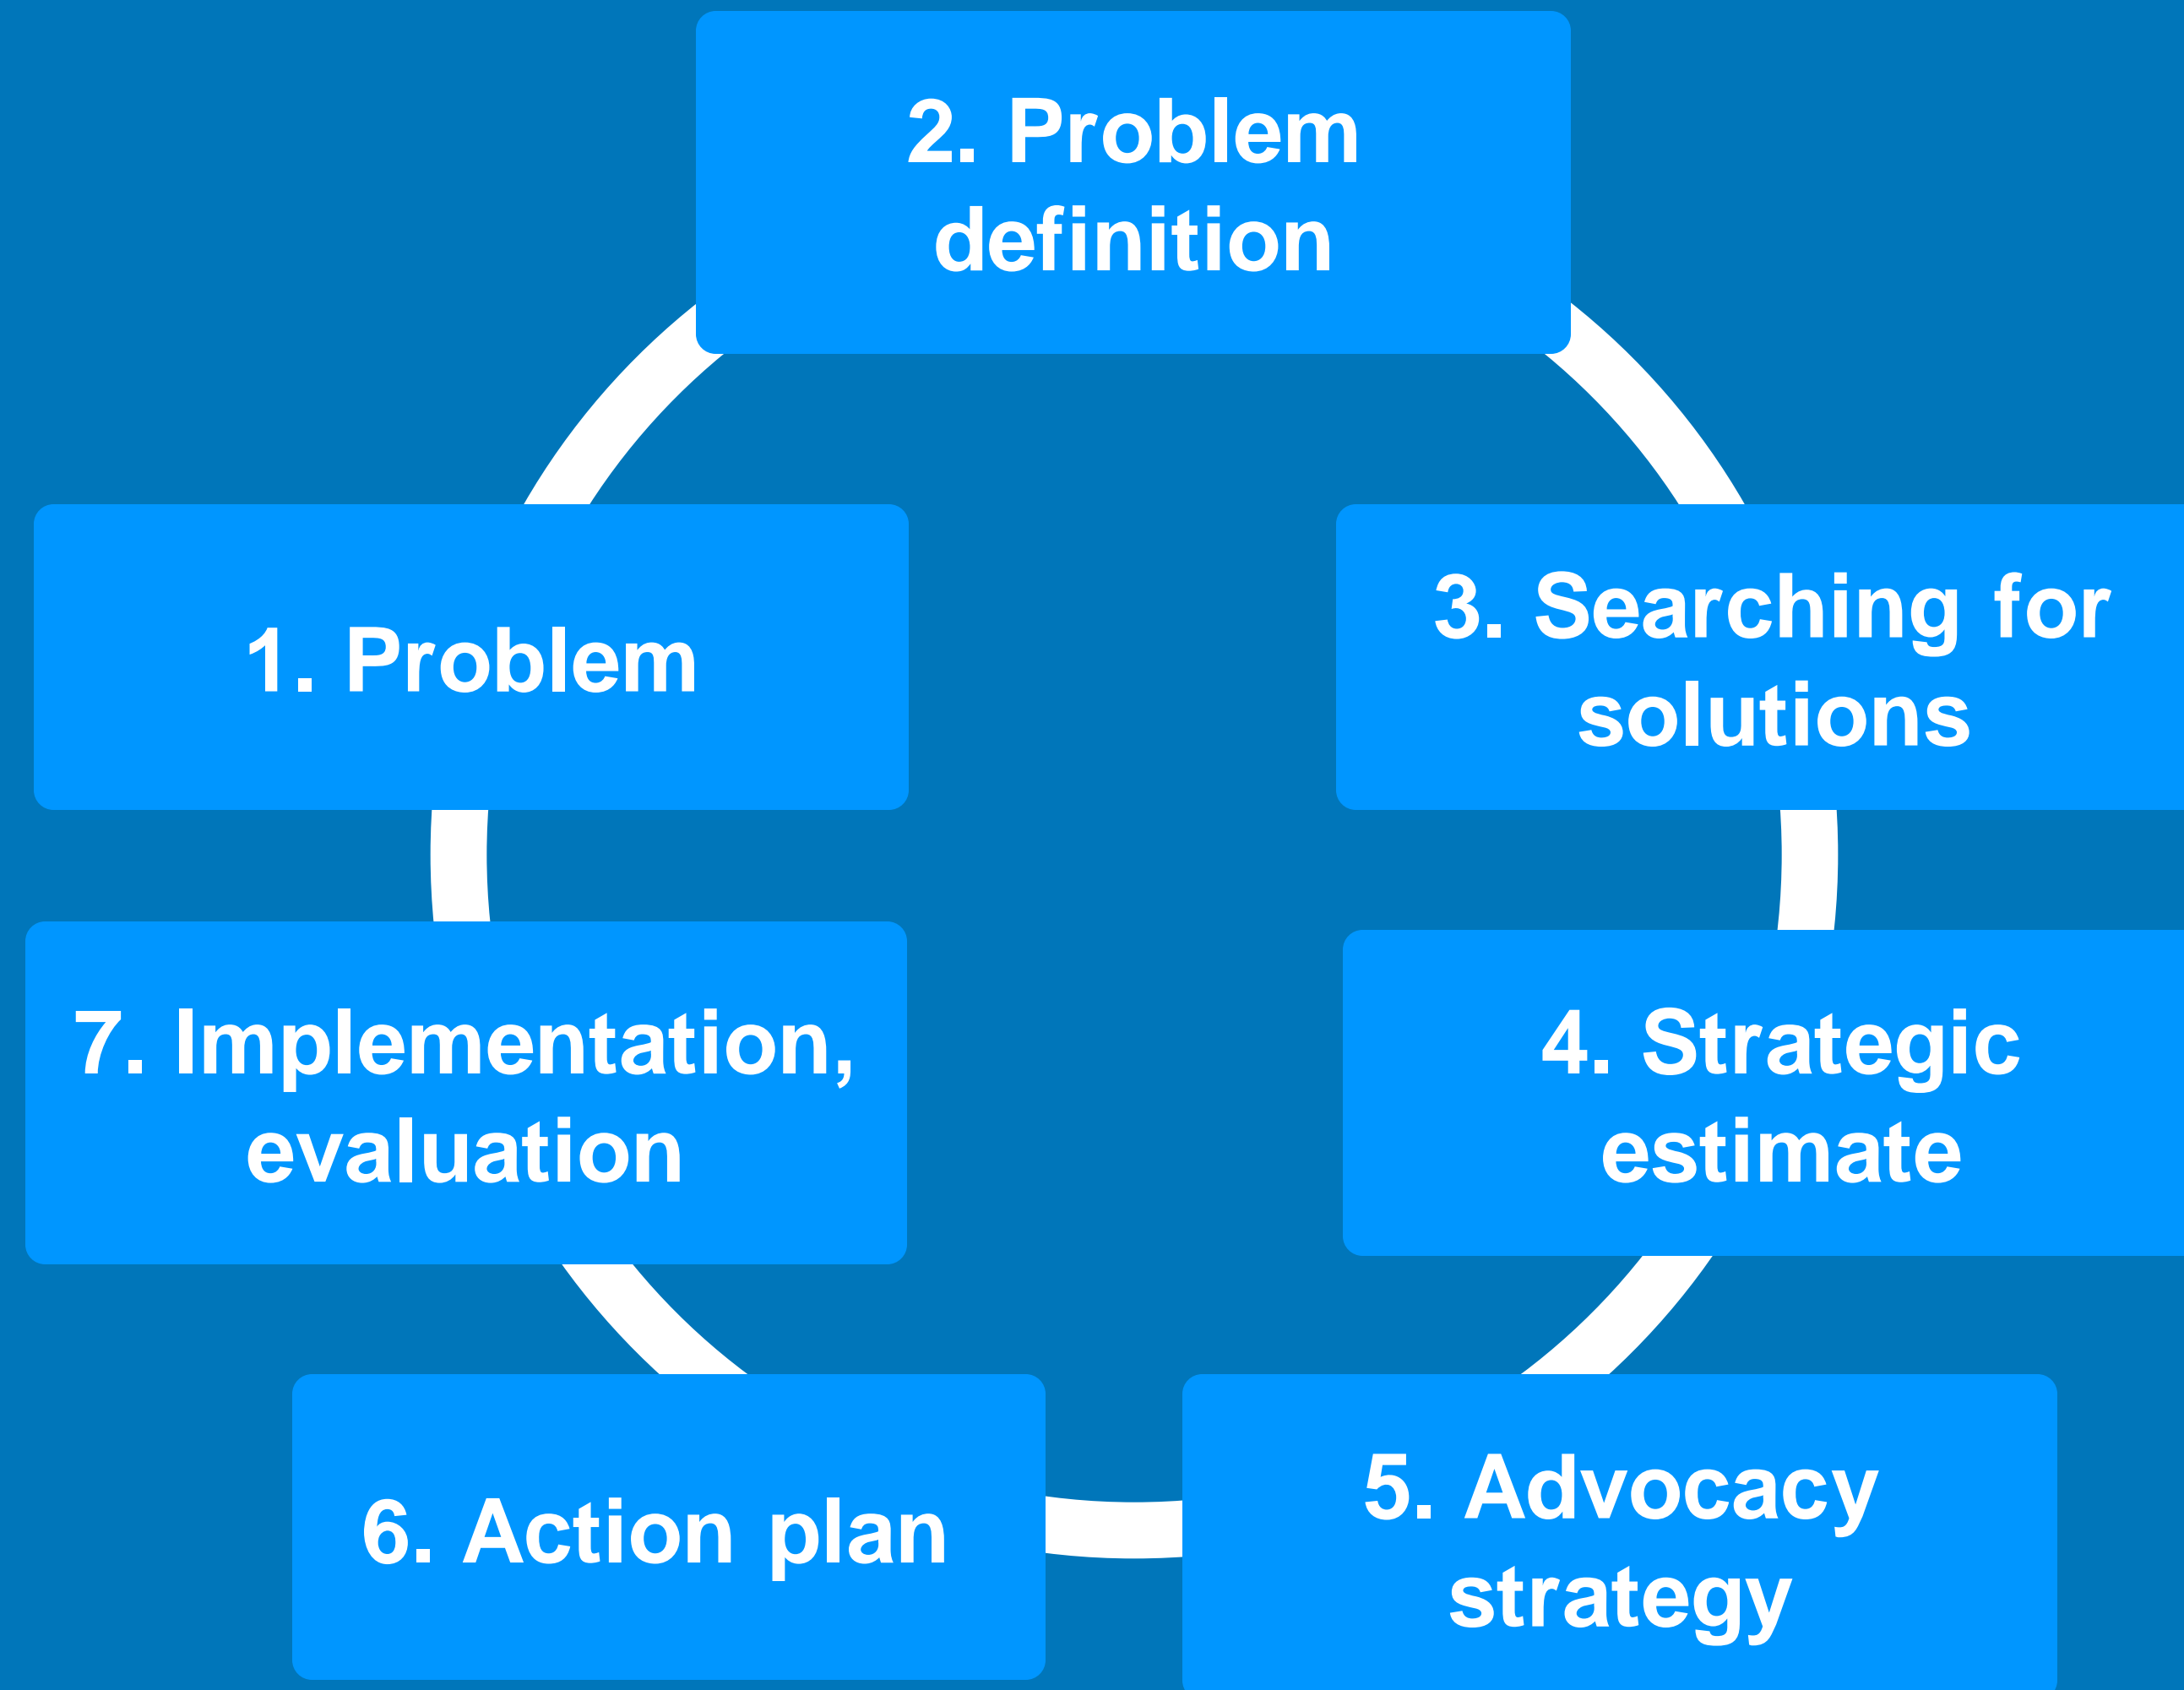 2. Problem
definition
1. Problem
3. Searching for
solutions
7. Implementation,
evaluation
4. Strategic
estimate
6. Action plan
5. Advocacy
strategy